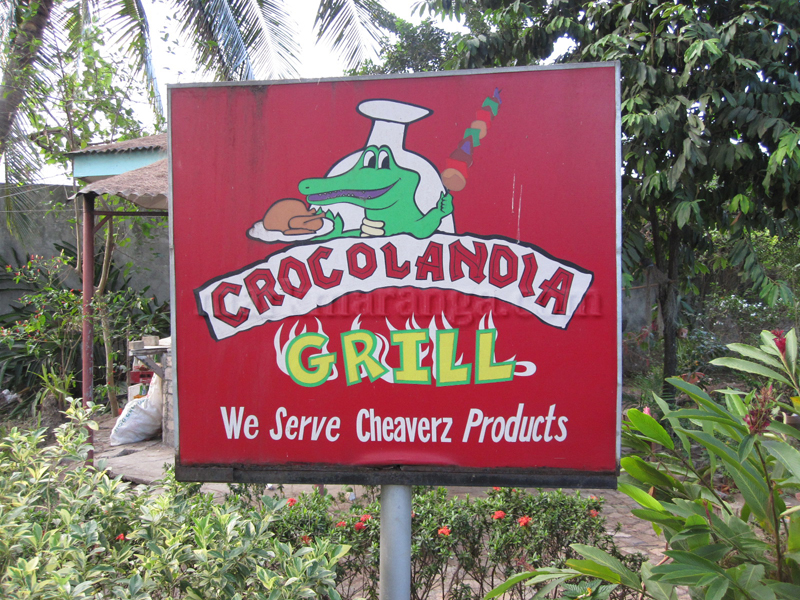 CROCOLANDIA
GRILL
We Serve Cheaverz Products